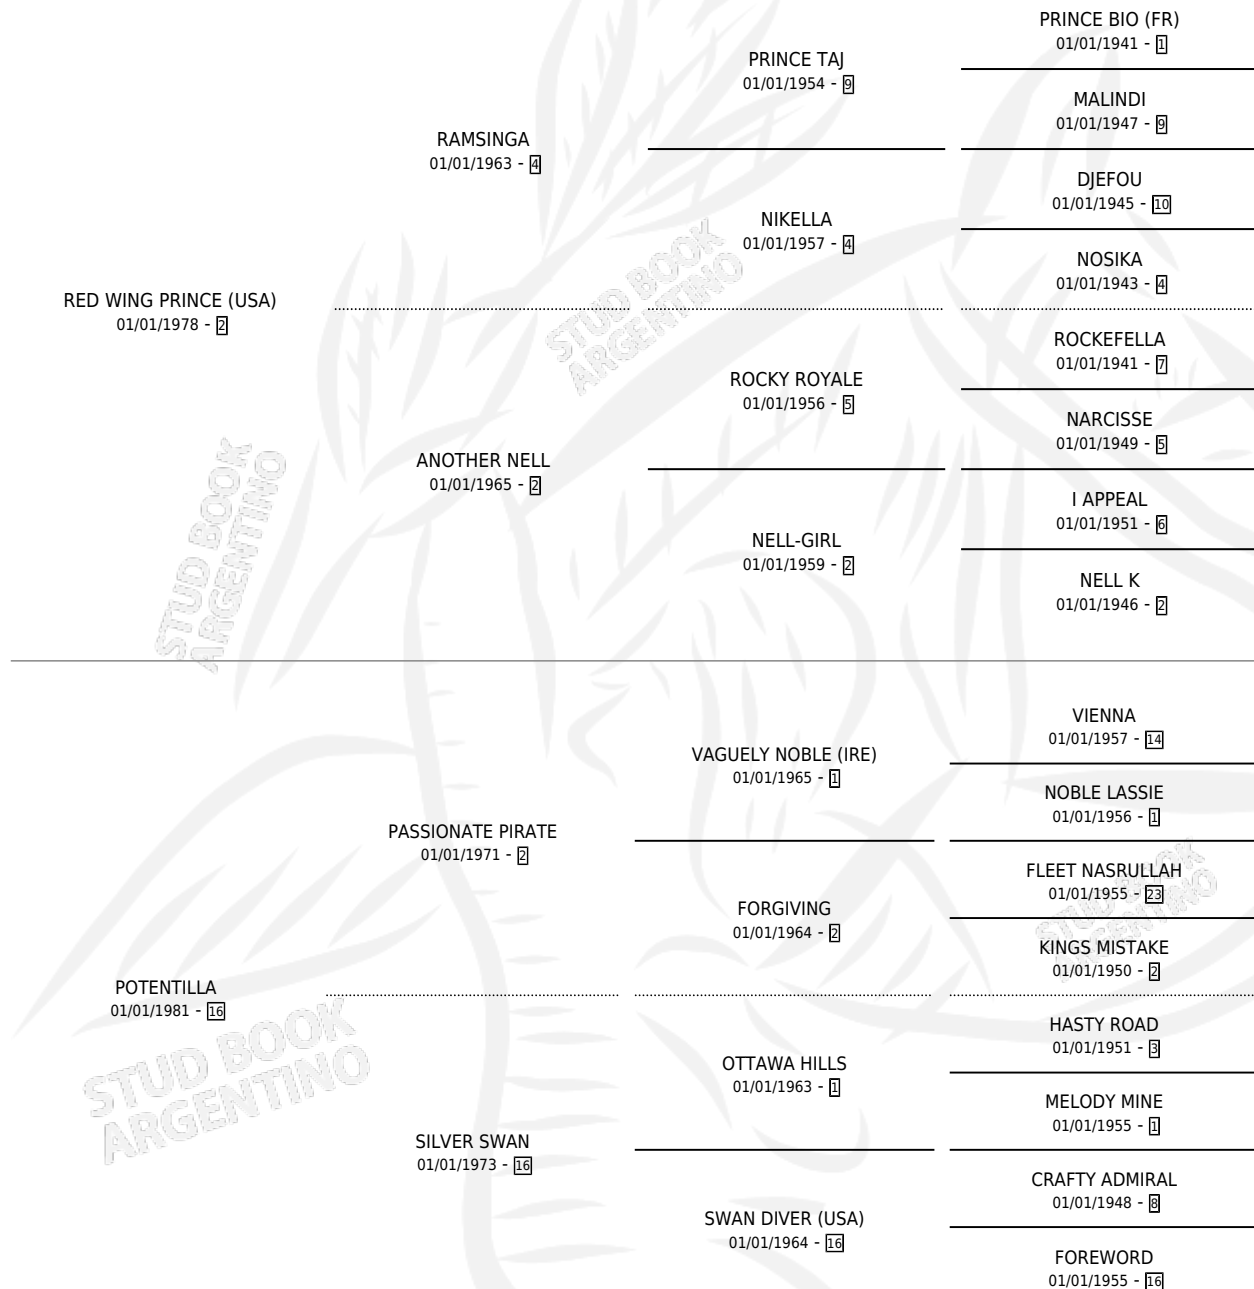 PRINCE BIO (FR)
01/01/1941 - 1
PRINCE TAJ
01/01/1954 - 9
MALINDI
01/01/1947 - 9
RAMSINGA
01/01/1963 - 4
DJEFOU
01/01/1945 - 10
NIKELLA
01/01/1957 - 4
NOSIKA
01/01/1943 - 4
RED WING PRINCE (USA)
01/01/1978 - 2
ROCKEFELLA
01/01/1941 - 7
ROCKY ROYALE
01/01/1956 - 5
NARCISSE
01/01/1949 - 5
ANOTHER NELL
01/01/1965 - 2
I APPEAL
01/01/1951 - 6
NELL-GIRL
01/01/1959 - 2
NELL K
01/01/1946 - 2
VIENNA
01/01/1957 - 14
VAGUELY NOBLE (IRE)
01/01/1965 - 1
NOBLE LASSIE
01/01/1956 - 1
PASSIONATE PIRATE
01/01/1971 - 2
FLEET NASRULLAH
01/01/1955 - 23
FORGIVING
01/01/1964 - 2
KINGS MISTAKE
01/01/1950 - 2
POTENTILLA
01/01/1981 - 16
HASTY ROAD
01/01/1951 - 3
OTTAWA HILLS
01/01/1963 - 1
MELODY MINE
01/01/1955 - 1
SILVER SWAN
01/01/1973 - 16
CRAFTY ADMIRAL
01/01/1948 - 8
SWAN DIVER (USA)
01/01/1964 - 16
FOREWORD
01/01/1955 - 16
STUD BOOK
ARGENTINO
STUD BOOK
ARGENTINO
STUD BOOK
ARGENTINO
STUD BOOK
ARGENTINO